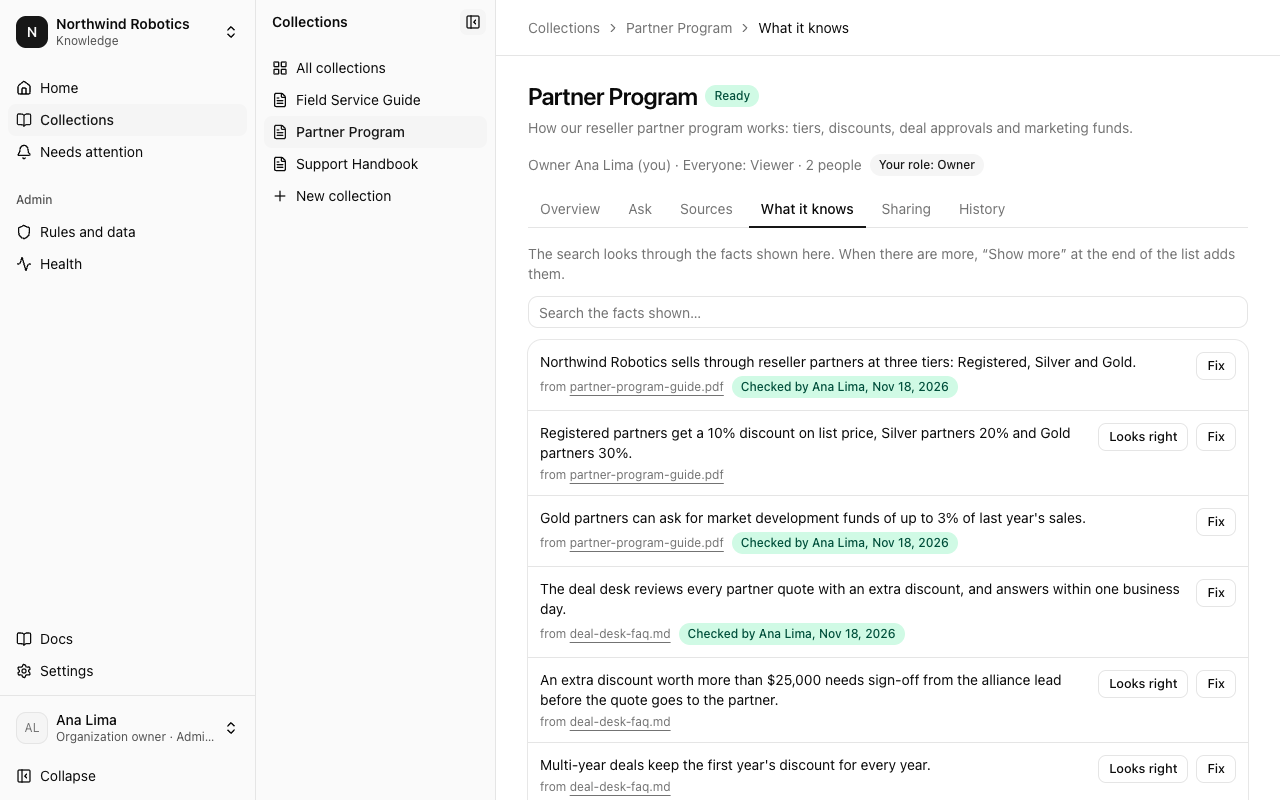 N
Northwind Robotics
Knowledge
Home
Collections
Needs attention
Admin
Rules and data
Health
Docs
Settings
AL
Ana Lima
Organization owner · Admi...
Collapse
Collections
All collections
Field Service Guide
Partner Program
Support Handbook
New collection
Collections > Partner Program > What it knows
Partner Program Ready
How our reseller partner program works: tiers, discounts, deal approvals and marketing funds.
Owner Ana Lima (you) · Everyone: Viewer · 2 people Your role: Owner
Overview Ask Sources What it knows Sharing History
The search looks through the facts shown here. When there are more, “Show more” at the end of the list adds
them.
Search the facts shown...
Northwind Robotics sells through reseller partners at three tiers: Registered, Silver and Gold. Fix
from partner-program-guide.pdf Checked by Ana Lima, Nov 18, 2026
Registered partners get a 10% discount on list price, Silver partners 20% and Gold Looks right Fix
partners 30%.
from partner-program-guide.pdf
Gold partners can ask for market development funds of up to 3% of last year's sales. Fix
from partner-program-guide.pdf Checked by Ana Lima, Nov 18, 2026
The deal desk reviews every partner quote with an extra discount, and answers within one business Fix
day.
from deal-desk-faq.md Checked by Ana Lima, Nov 18, 2026
An extra discount worth more than $25,000 needs sign-off from the alliance lead Looks right Fix
before the quote goes to the partner.
from deal-desk-faq.md
Multi-year deals keep the first year's discount for every year. Looks right Fix
from deal-desk-faq.md